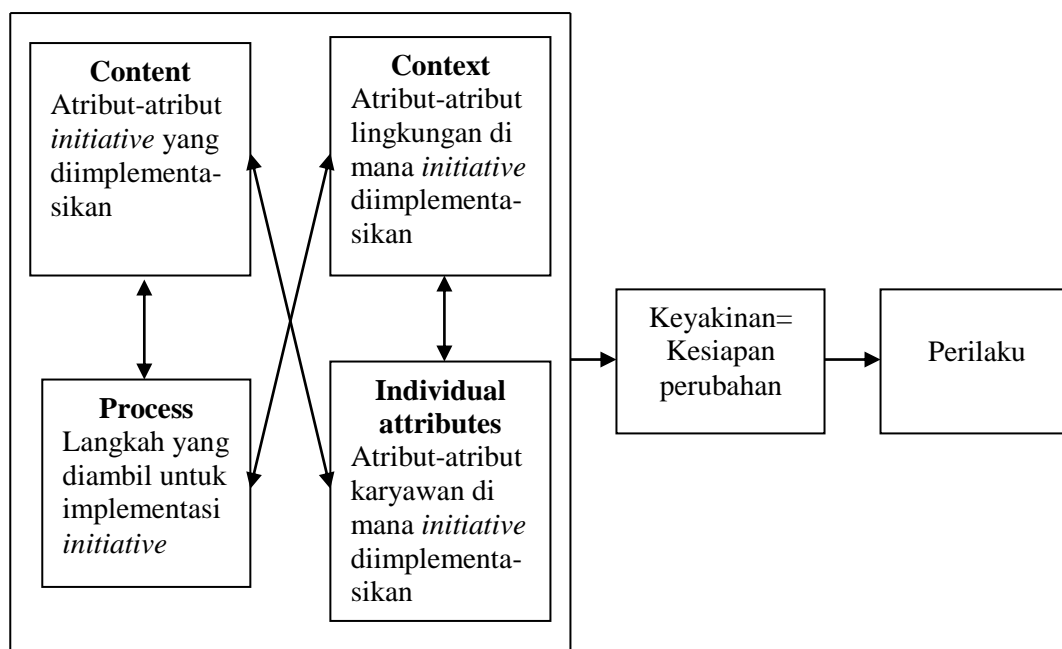 Content
Atribut-atribut
initiative yang
diimplementa-
sikan
Context
Atribut-atribut
lingkungan di
mana initiative
diimplementa-
sikan
Process
Langkah yang
diambil untuk
implementasi
initiative
Individual
attributes
Atribut-atribut
karyawan di
mana initiative
diimplementa-
sikan
Keyakinan=
Kesiapan
perubahan
Perilaku